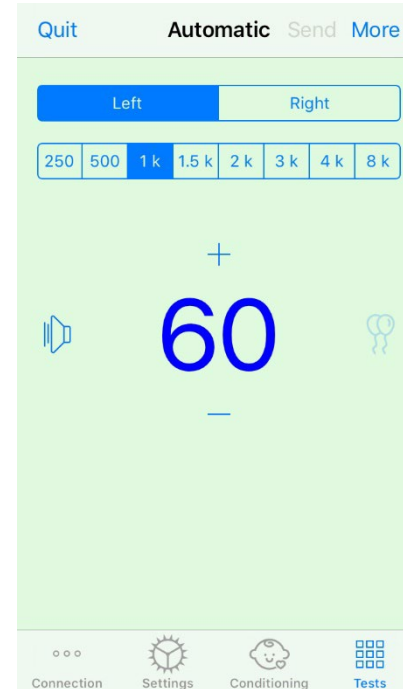 Quit Automatic Send More
Left Right
250 500 1 k 1.5 k 2 k 3 k 4 k 8 k
+
60
−
Connection Settings Conditioning Tests